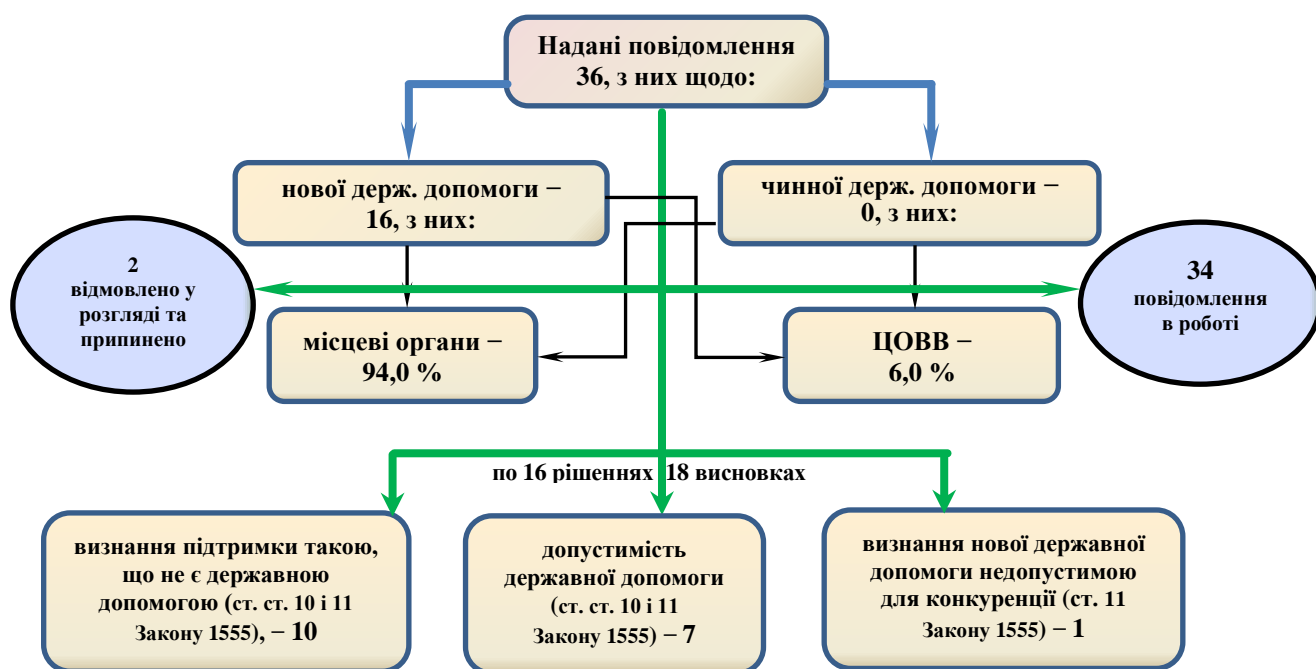 Надані повідомлення
36, з них щодо:
нової держ. допомоги –
16, з них:
чинної держ. допомоги –
0, з них:
2
відмовлено у
розгляді та
припинено
34
повідомлення
в роботі
місцеві органи –
94,0 %
ЦОВВ –
6,0 %
по 16 рішеннях 18 висновках
визнання підтримки такою,
що не є державною
допомогою (ст. ст. 10 і 11
Закону 1555), – 10
допустимість
державної допомоги
(ст. ст. 10 і 11
Закону 1555) – 7
визнання нової державної
допомоги недопустимою
для конкуренції (ст. 11
Закону 1555) – 1